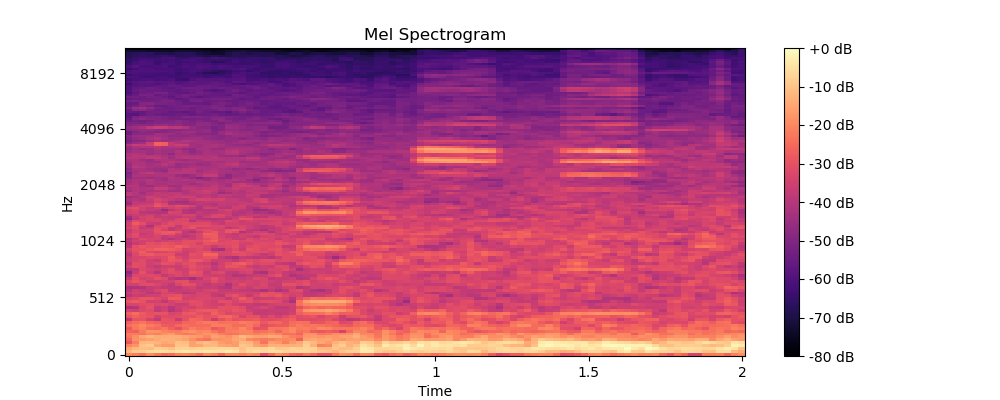 Mel Spectrogram
Hz
8192
4096
2048
1024
512
0
0 0.5 1 1.5 2
Time
+0 dB
-10 dB
-20 dB
-30 dB
-40 dB
-50 dB
-60 dB
-70 dB
-80 dB